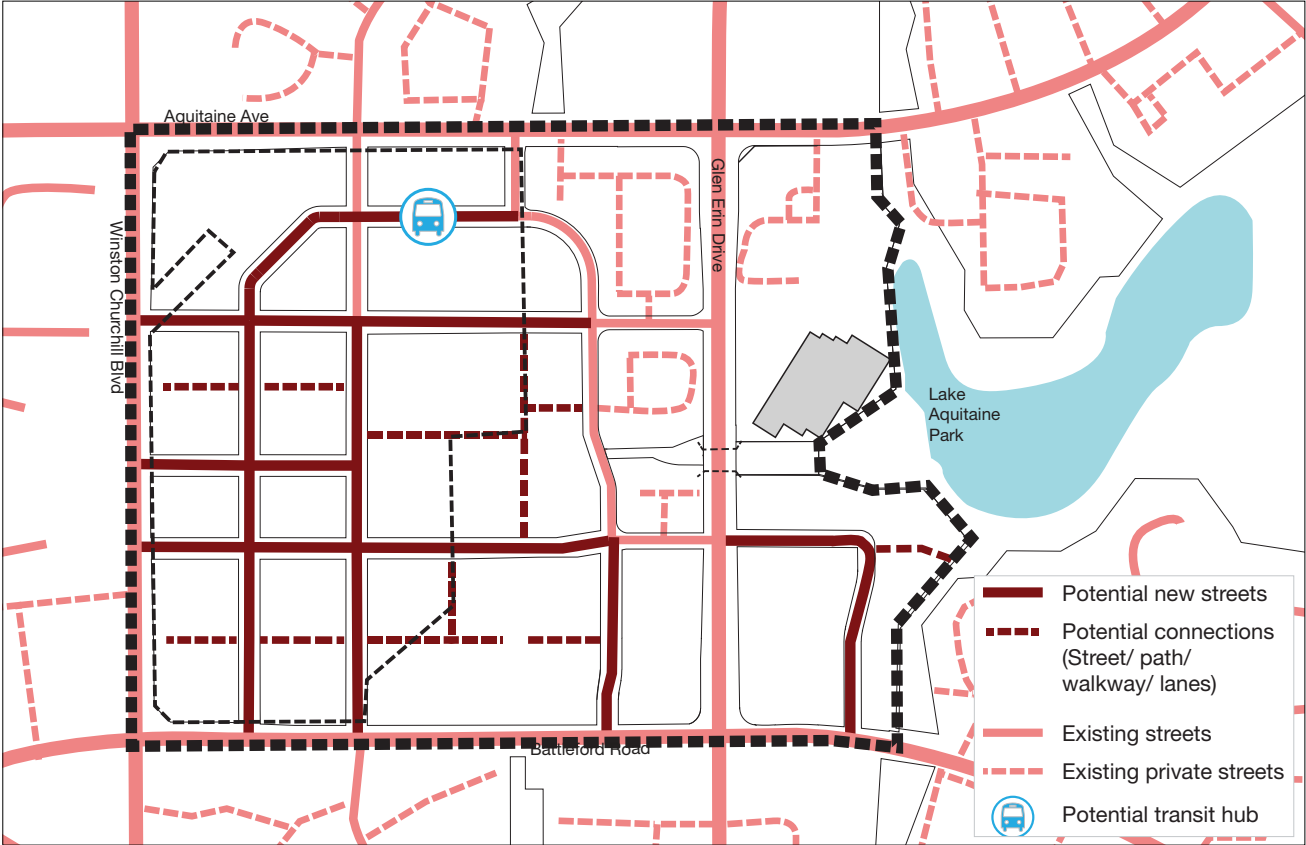 Aquitaine Ave
Glen Erin Drive
Winston Churchill Blvd
Lake
Aquitaine
Park
Battleford Road
Potential new streets
Potential connections
(Street/ path/
walkway/ lanes)
Existing streets
Existing private streets
Potential transit hub